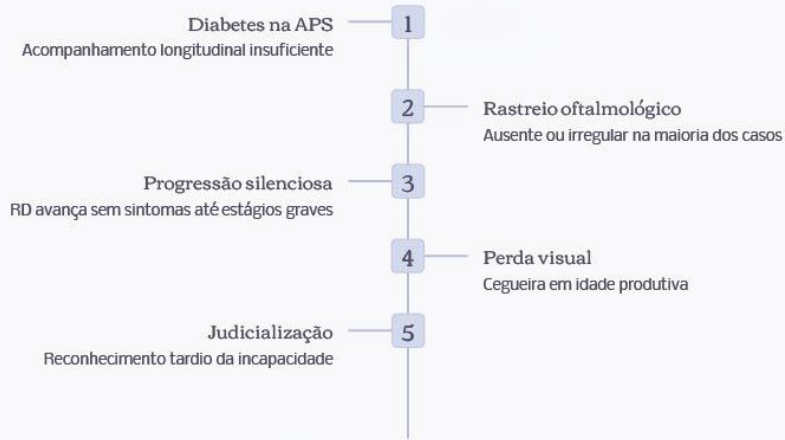 1
Diabetes na APS
Acompanhamento longitudinal insuficiente
2
Rastreio oftalmológico
Ausente ou irregular na maioria dos casos
3
Progressão silenciosa
RD avança sem sintomas até estágios graves
4
Perda visual
Cegueira em idade produtiva
5
Judicialização
Reconhecimento tardio da incapacidade